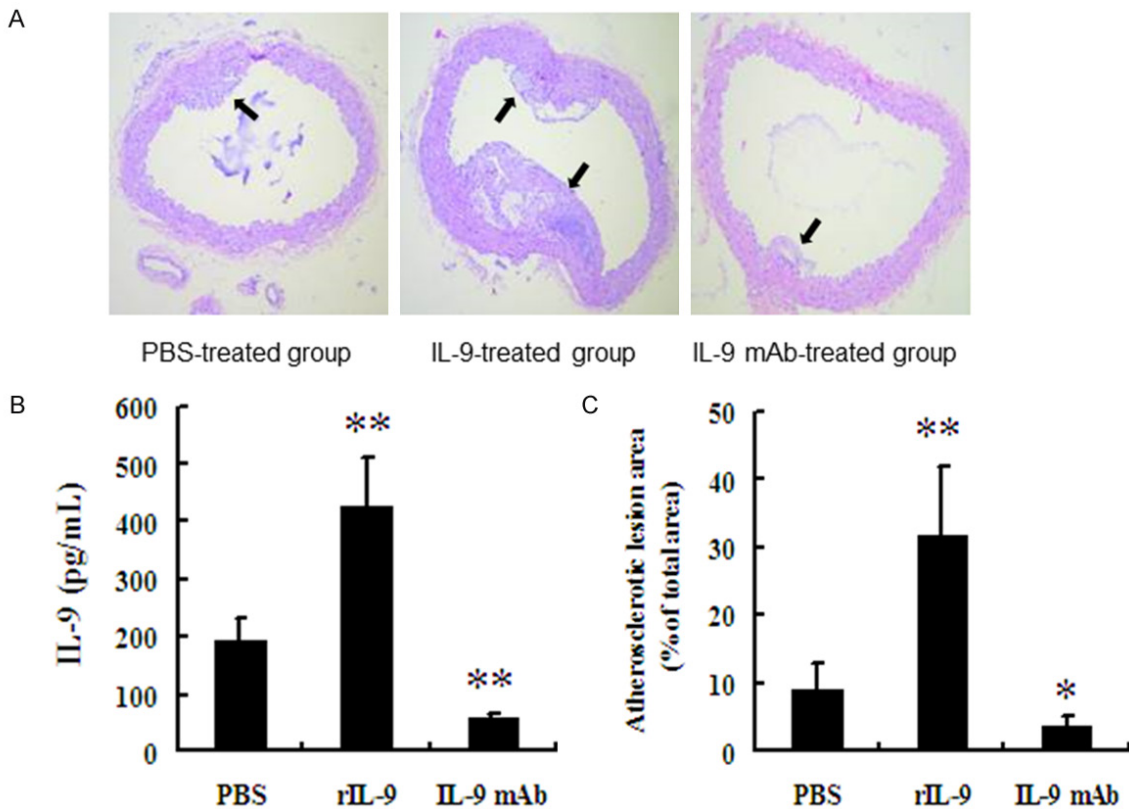 A
PBS-treated group
IL-9-treated group
IL-9 mAb-treated group
B
IL-9 (pg/mL)
600
500
400
300
200
100
0
**
**
PBS
rIL-9
IL-9 mAb
C
Atherosclerotic lesion area
(% of total area)
50
40
30
20
10
0
**
*
PBS
rIL-9
IL-9 mAb